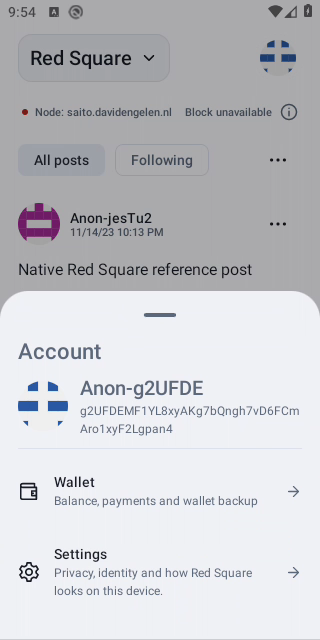 9:54
Red Square
Node: saito.davidengelen.nl Block unavailable
All posts Following
Anon-jesTu2
11/14/23 10:13 PM
Native Red Square reference post
Account
Anon-g2UFDE
g2UFDEMF1YL8xyAKg7bQngh7vD6FCm
Aro1xyF2Lgpan4
Wallet
Balance, payments and wallet backup
Settings
Privacy, identity and how Red Square
looks on this device.